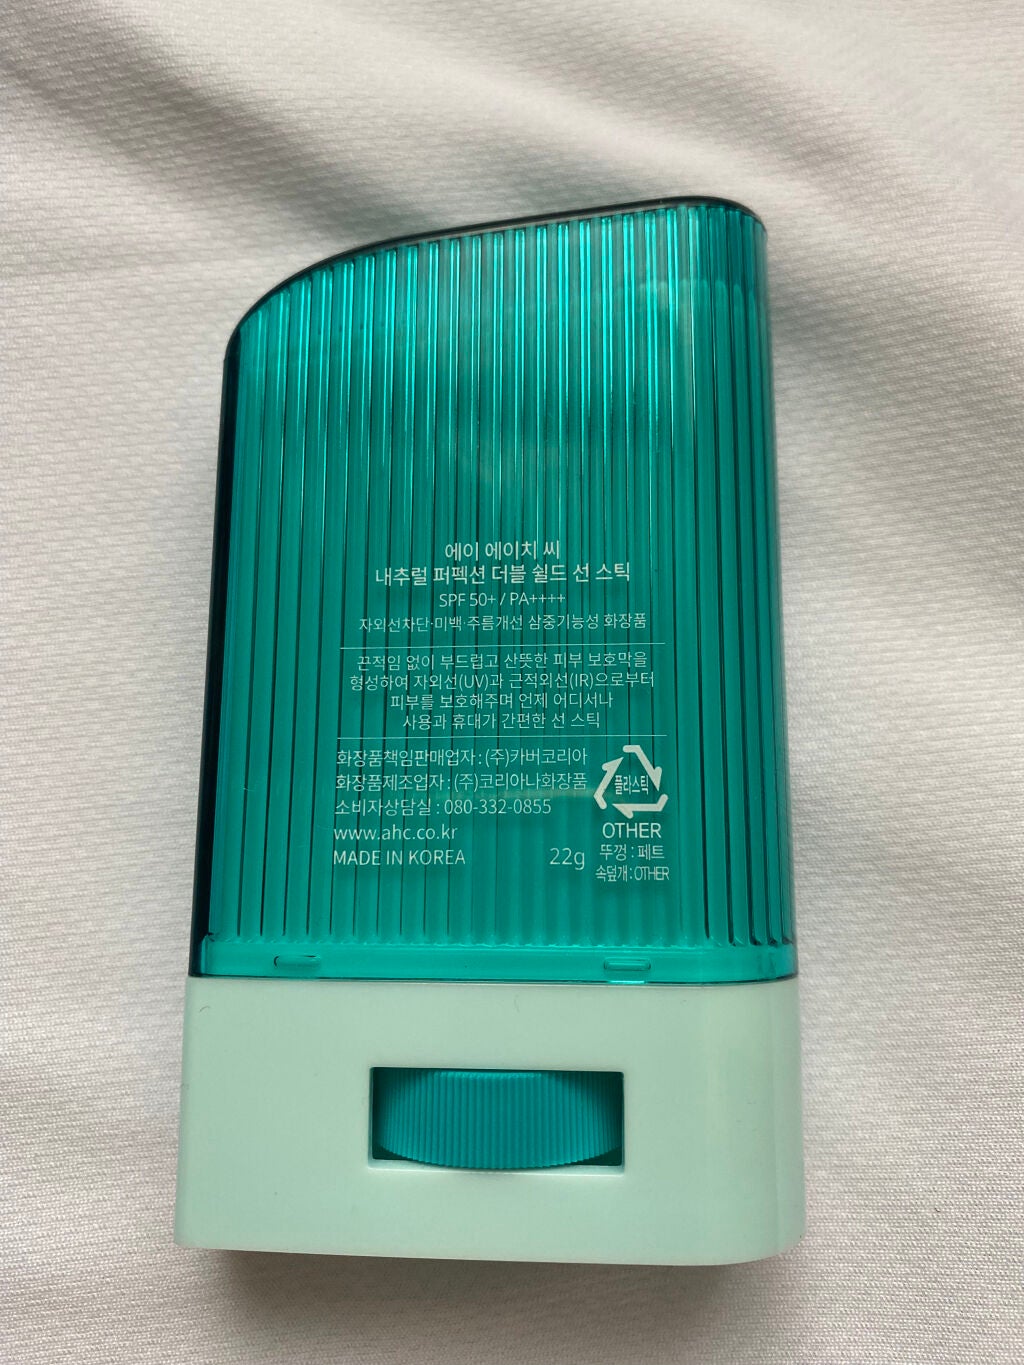 에이 에이치 씨
내추럴 퍼펙션 더블 쉴드 선 스틱
SPF 50+ / PA++++
자외선차단·미백·주름개선 삼중기능성 화장품
끈적임 없이 부드럽고 산뜻한 피부 보호막을
형성하여 자외선(UV)과 근적외선(IR)으로부터
피부를 보호해주며 언제 어디서나
사용과 휴대가 간편한 선 스틱
화장품책임판매업자 : (주)카버코리아
화장품제조업자 : (주)코리아나화장품
소비자상담실 : 080-332-0855
www.ahc.co.kr
MADE IN KOREA
22g
플라스틱
OTHER
뚜껑 : 페트
속덮개 : OTHER